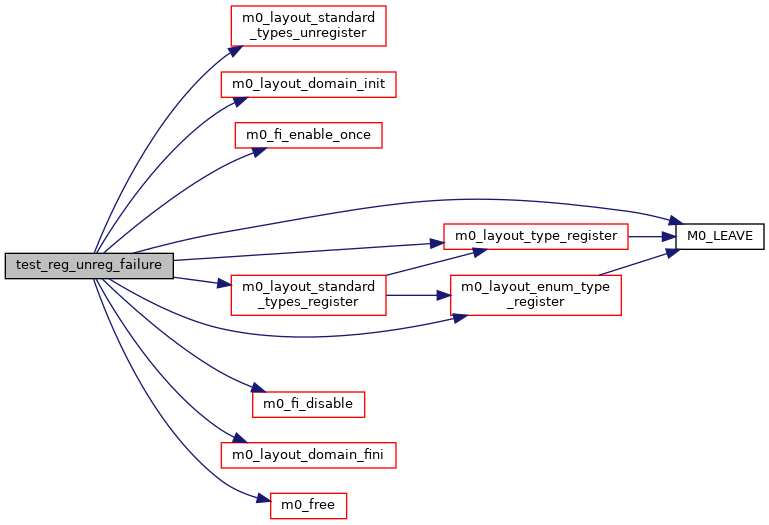 m0_layout_standard
_types_unregister
m0_layout_domain_init
m0_fi_enable_once
m0_layout_type_register
M0_LEAVE
test_reg_unreg_failure
m0_layout_standard
_types_register
m0_layout_enum_type
_register
m0_fi_disable
m0_layout_domain_fini
m0_free